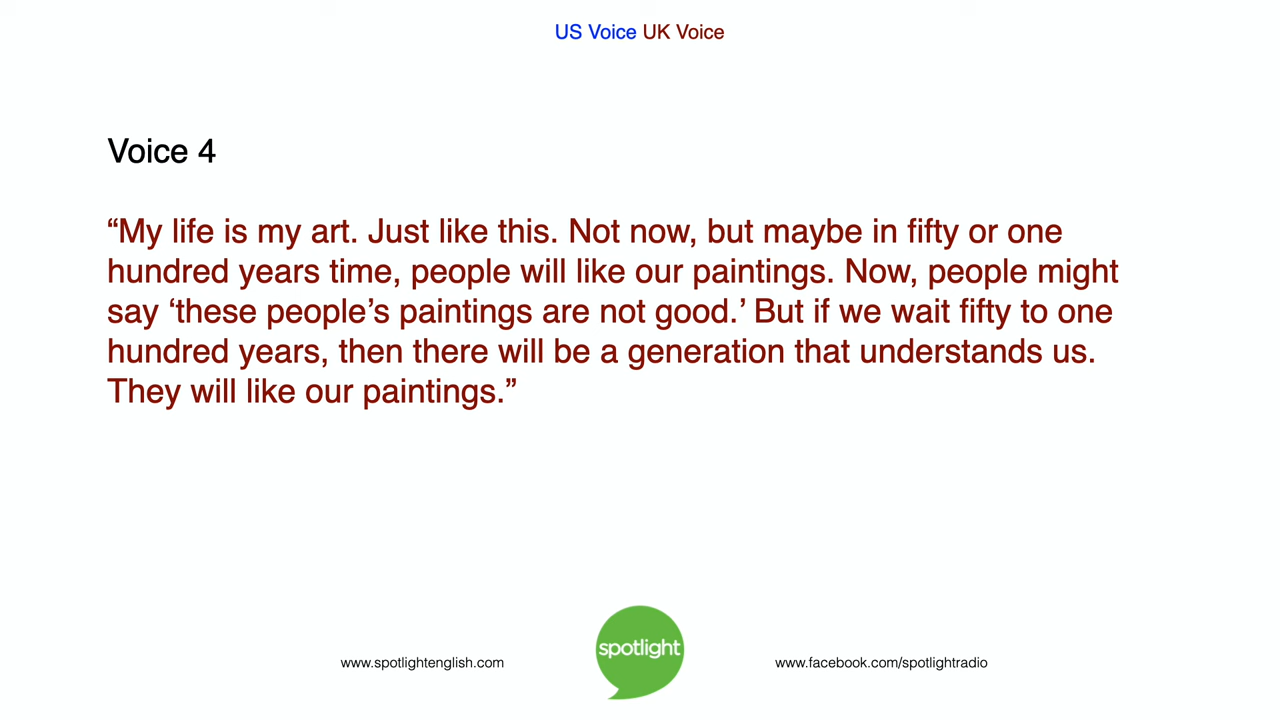 US Voice UK Voice
Voice 4
“My life is my art. Just like this. Not now, but maybe in fifty or one
hundred years time, people will like our paintings. Now, people might
say ‘these people’s paintings are not good.’ But if we wait fifty to one
hundred years, then there will be a generation that understands us.
They will like our paintings.”
spotlight
www.spotlightenglish.com
www.facebook.com/spotlightradio